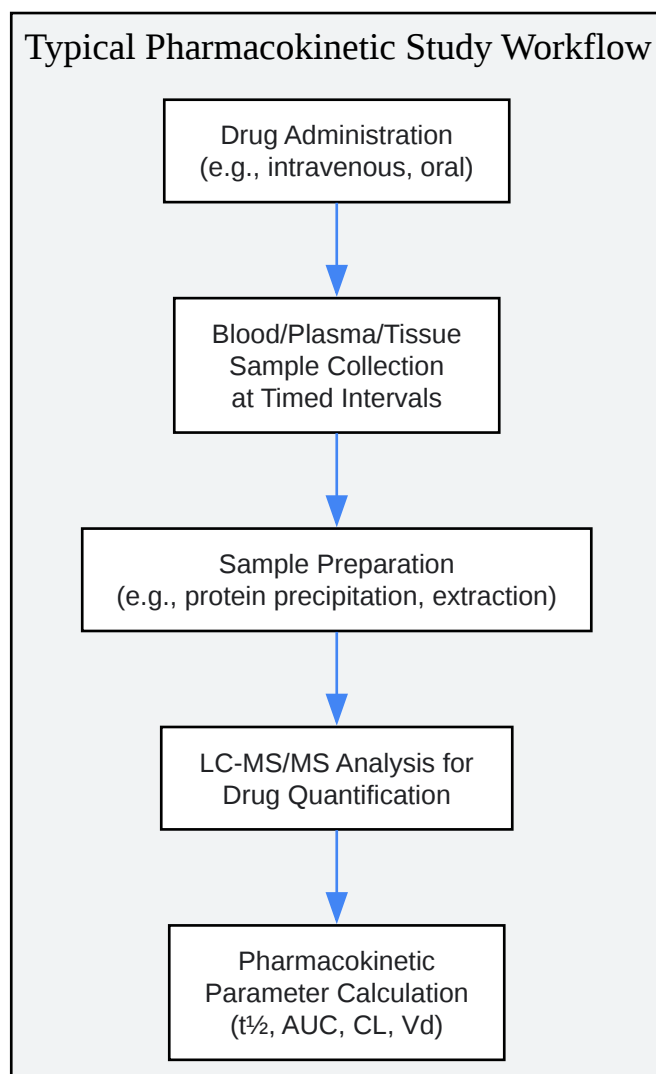 Typical Pharmacokinetic Study Workflow
Drug Administration
(e.g., intravenous, oral)
Blood/Plasma/Tissue
Sample Collection
at Timed Intervals
Sample Preparation
(e.g., protein precipitation, extraction)
LC-MS/MS Analysis for
Drug Quantification
Pharmacokinetic
Parameter Calculation
(t½, AUC, CL, Vd)